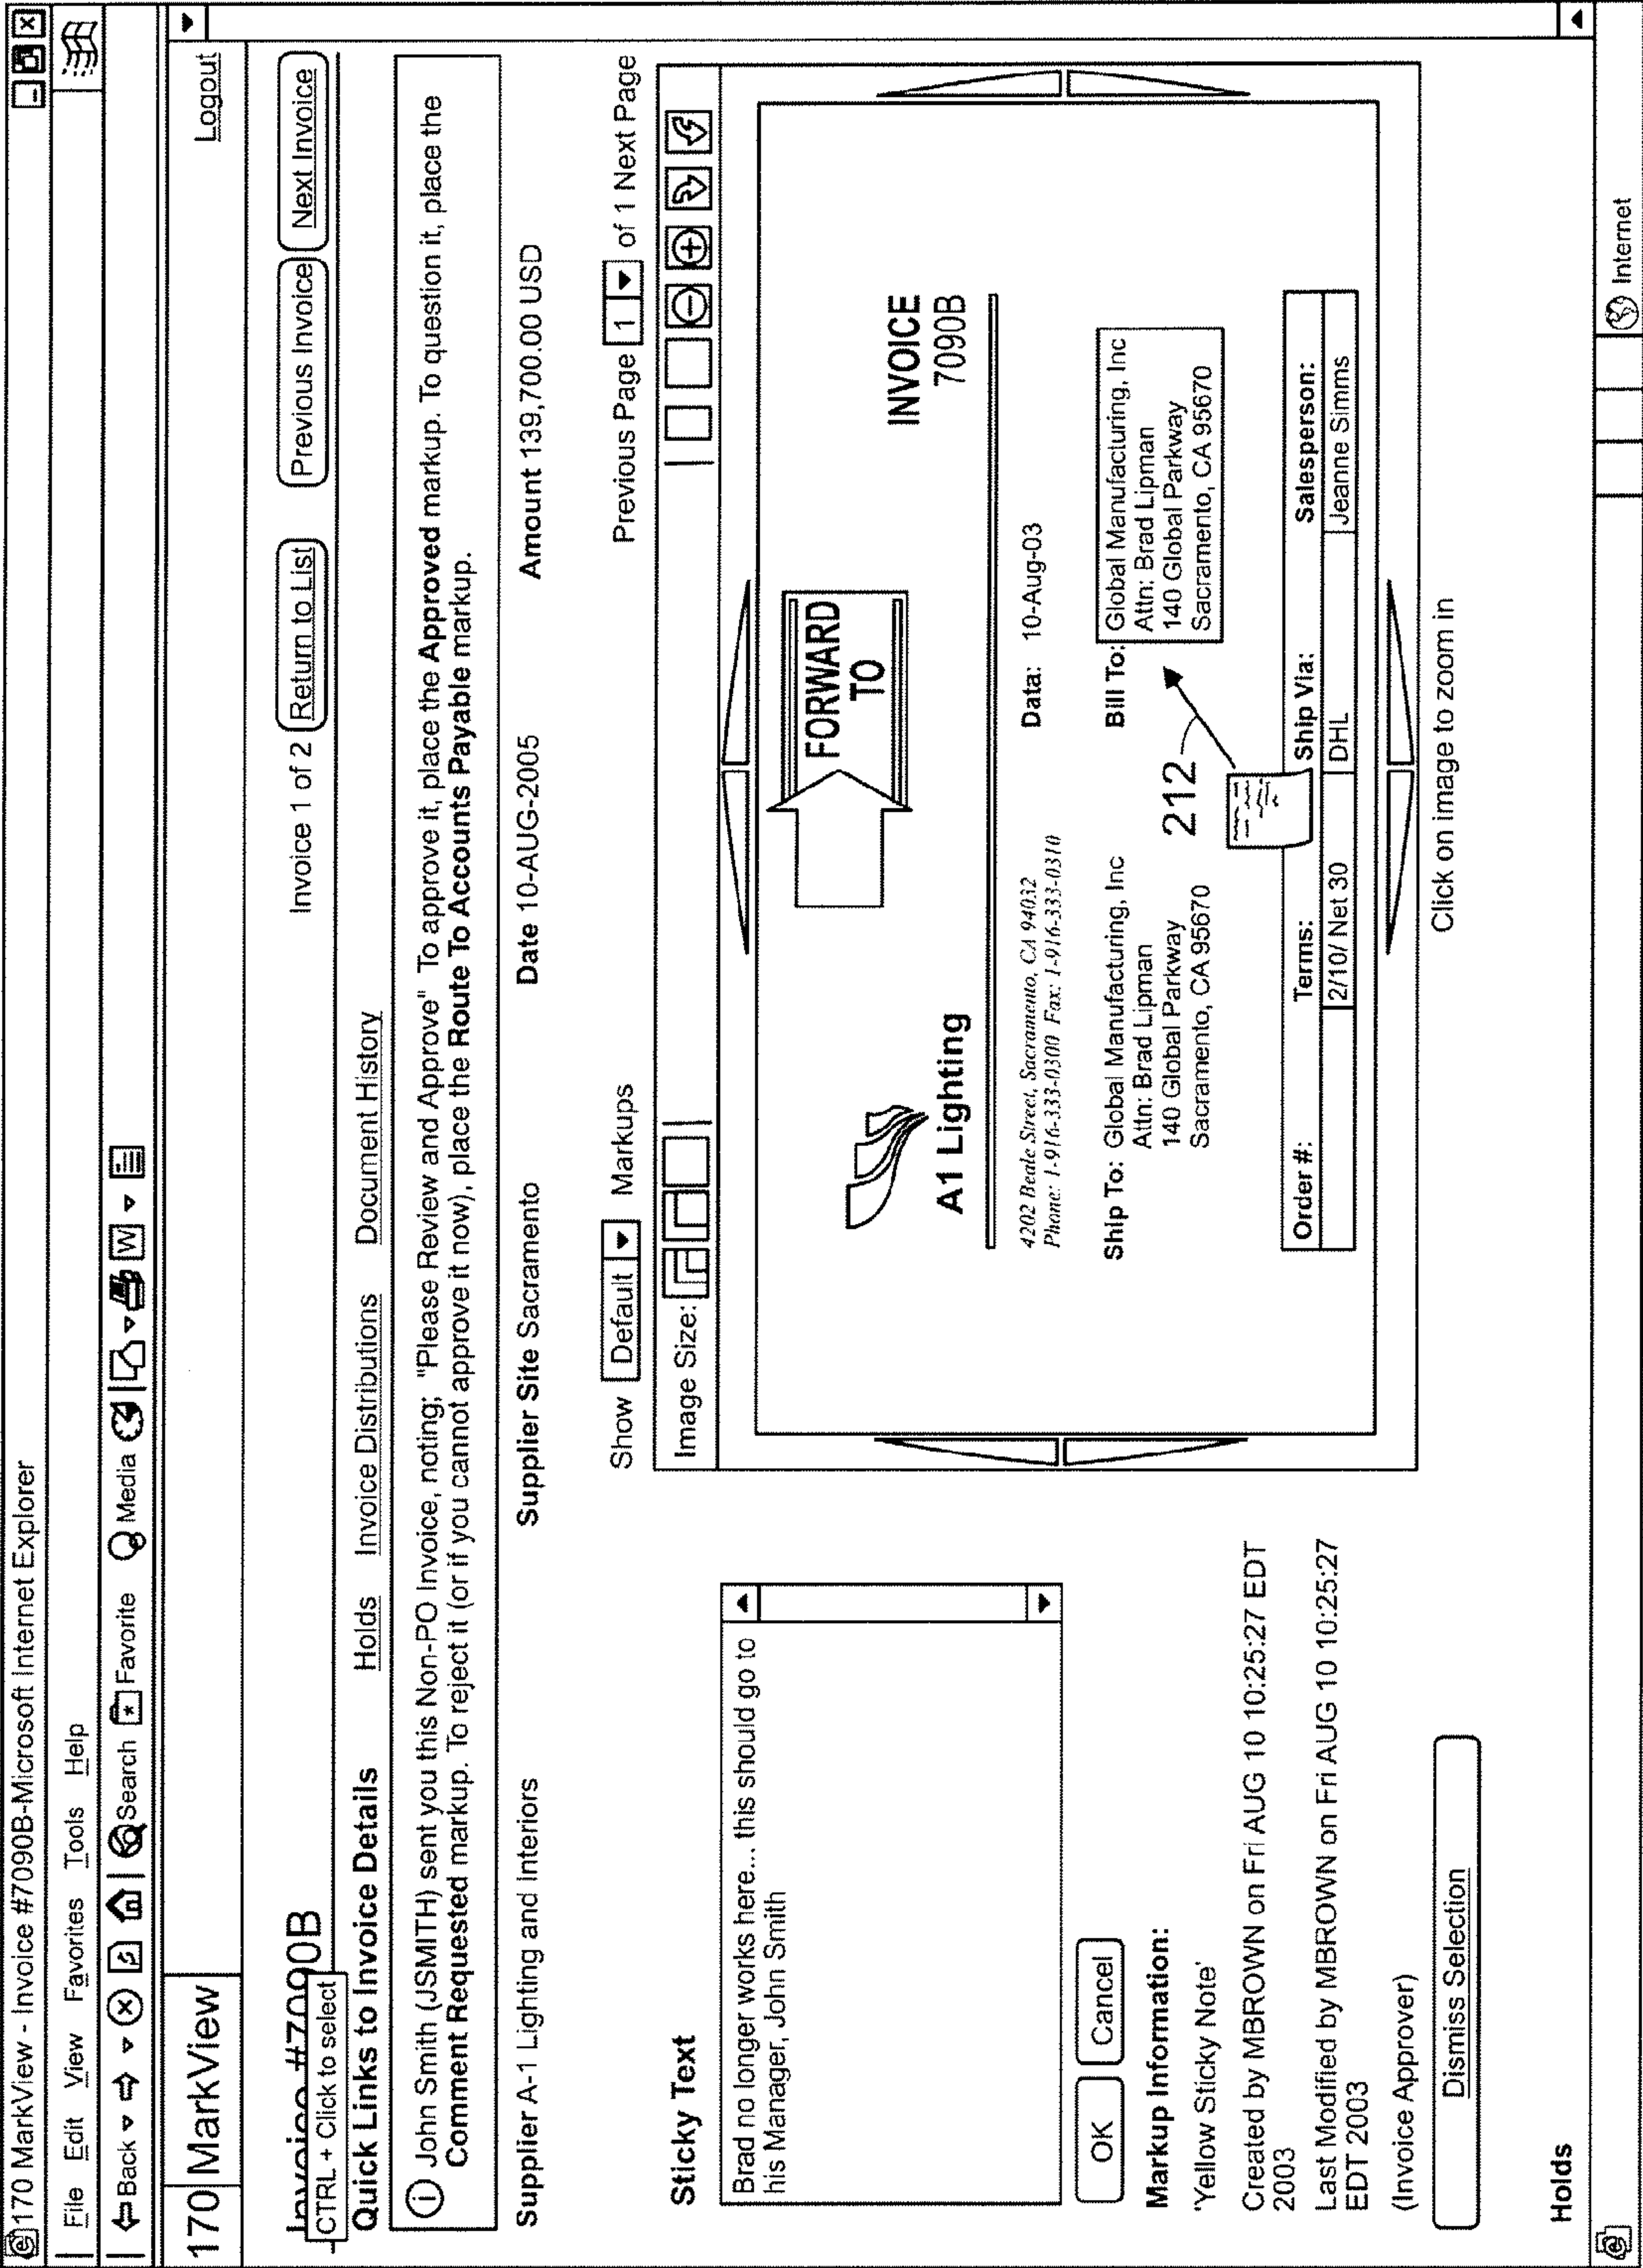 170 MarkView - Invoice #7090B-Microsoft Internet Explorer
File Edit View Favorites Tools Help
Back Search Favorite Media W
170 MarkView
Logout
Invoice #7090B
CTRL + Click to select
Invoice 1 of 2 Return to List Previous Invoice Next Invoice
Quick Links to Invoice Details Holds Invoice Distributions Document History
i John Smith (JSMITH) sent you this Non-PO Invoice, noting; "Please Review and Approve" To approve it, place the Approved markup. To question it, place the
Comment Requested markup. To reject it (or if you cannot approve it now), place the Route To Accounts Payable markup.
Supplier A-1 Lighting and Interiors Supplier Site Sacramento Date 10-AUG-2005 Amount 139,700.00 USD
Show Default Markups Previous Page 1 of 1 Next Page
Image Size:
Sticky Text
Brad no longer works here... this should go to
his Manager, John Smith
OK Cancel
Markup Information:
'Yellow Sticky Note'
Created by MBROWN on Fri AUG 10 10:25:27 EDT
2003
Last Modified by MBROWN on Fri AUG 10 10:25:27
EDT 2003
(Invoice Approver)
Dismiss Selection
FORWARD
TO
A1 Lighting
INVOICE
7090B
4202 Beale Street, Sacramento, CA 94032
Phone: 1-916-333-0300 Fax: 1-916-333-0310
Data: 10-Aug-03
Ship To: Global Manufacturing, Inc
Attn: Brad Lipman
140 Global Parkway
Sacramento, CA 95670
212
Bill To: Global Manufacturing, Inc
Attn: Brad Lipman
140 Global Parkway
Sacramento, CA 95670
Order #: Terms: Ship Via: Salesperson:
2/10/ Net 30 DHL Jeanne Simms
Click on image to zoom in
Holds
Internet